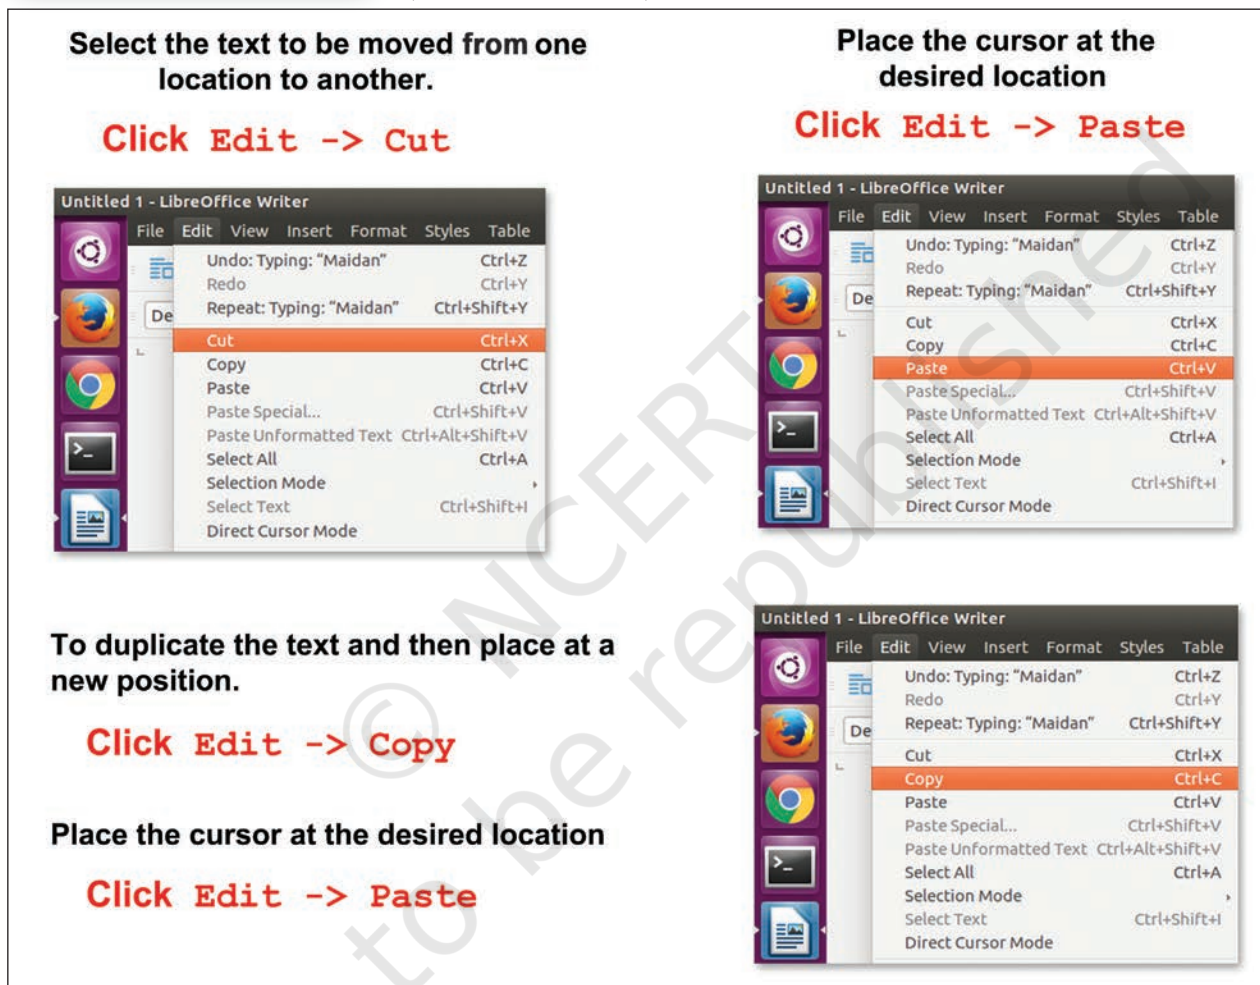 Select the text to be moved from one
location to another.
Click Edit -> Cut
Untitled 1 - LibreOffice Writer
File Edit View Insert Format Styles Table
Undo: Typing: “Maidan” Ctrl+Z
Redo Ctrl+Y
Repeat: Typing: “Maidan” Ctrl+Shift+Y
De
Cut Ctrl+X
Copy Ctrl+C
Paste Ctrl+V
Paste Special... Ctrl+Shift+V
Paste Unformatted Text Ctrl+Alt+Shift+V
Select All Ctrl+A
Selection Mode
Select Text Ctrl+Shift+I
Direct Cursor Mode
Place the cursor at the
desired location
Click Edit -> Paste
Untitled 1 - LibreOffice Writer
File Edit View Insert Format Styles Table
Undo: Typing: “Maidan” Ctrl+Z
Redo Ctrl+Y
Repeat: Typing: “Maidan” Ctrl+Shift+Y
De
Cut Ctrl+X
Copy Ctrl+C
Paste Ctrl+V
Paste Special... Ctrl+Shift+V
Paste Unformatted Text Ctrl+Alt+Shift+V
Select All Ctrl+A
Selection Mode
Select Text Ctrl+Shift+I
Direct Cursor Mode
To duplicate the text and then place at a
new position.
Click Edit -> Copy
Place the cursor at the desired location
Click Edit -> Paste
Untitled 1 - LibreOffice Writer
File Edit View Insert Format Styles Table
Undo: Typing: “Maidan” Ctrl+Z
Redo Ctrl+Y
Repeat: Typing: “Maidan” Ctrl+Shift+Y
De
Cut Ctrl+X
Copy Ctrl+C
Paste Ctrl+V
Paste Special... Ctrl+Shift+V
Paste Unformatted Text Ctrl+Alt+Shift+V
Select All Ctrl+A
Selection Mode
Select Text Ctrl+Shift+I
Direct Cursor Mode
© NCERT
to be republished